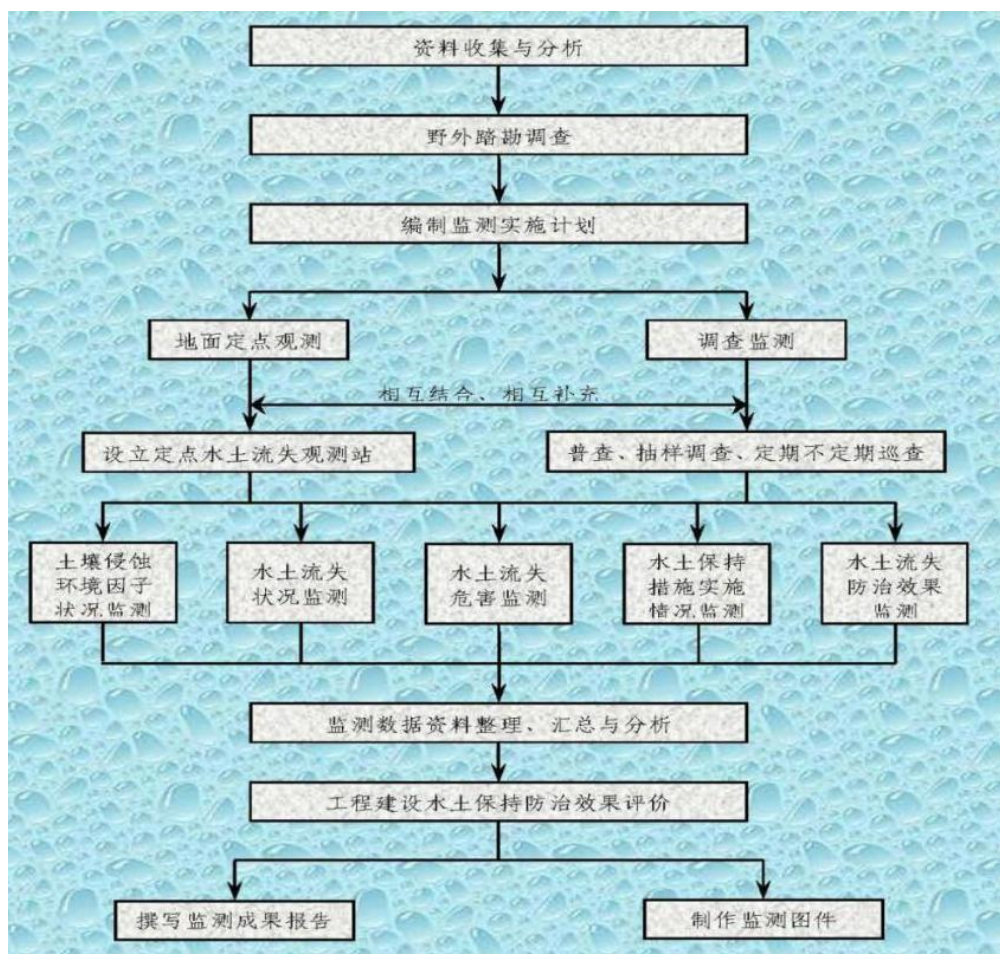 资料收集与分析
野外踏勘调查
编制监测实施计划
地面定点观测
调查监测
相互结合、相互补充
设立定点水土流失观测站
普查、抽样调查、定期不定期巡查
土壤侵蚀
环境因子
状况监测
水土流失
状况监测
水土流失
危害监测
水土保持
措施实施
情况监测
水土流失
防治效果
监测
监测数据资料整理、汇总与分析
工程建设水土保持防治效果评价
撰写监测成果报告
制作监测图件